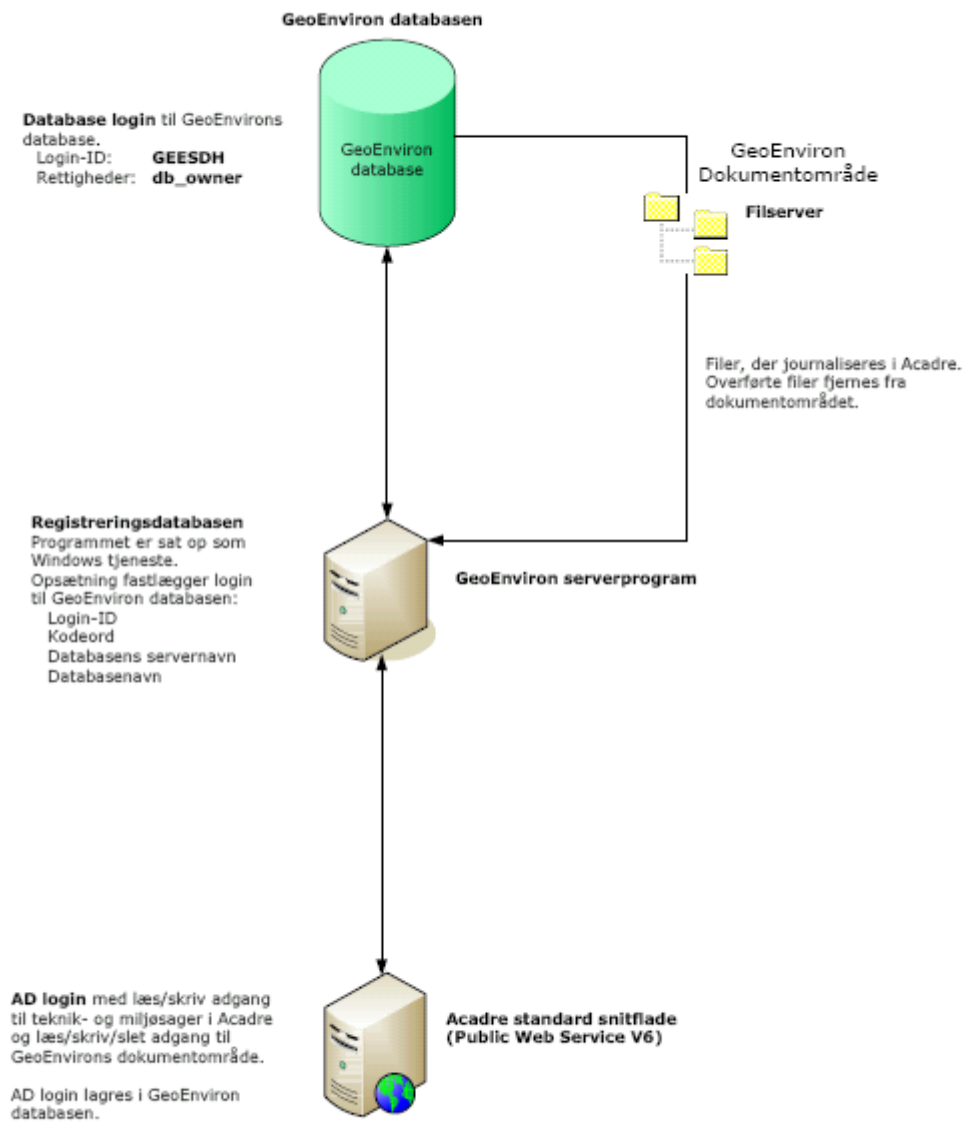 GeoEnviron databasen
Database login til GeoEnvirons
database.
Login-ID: GEESDH
Rettigheder: db_owner
GeoEnviron
database
GeoEnviron
Dokumentområde
Filserver
Filer, der journaliseres i Acadre.
Overførte filer fjernes fra
dokumentområdet.
Registreringsdatabasen
Programmet er sat op som
Windows tjeneste.
Opsætning fastlægger login
til GeoEnviron databasen:
Login-ID
Kodeord
Databasens servernavn
Databasenavn
GeoEnviron serverprogram
AD login med læs/skriv adgang
til teknik- og miljøsager i Acadre
og læs/skriv/slet adgang til
GeoEnvirons dokumentområde.
AD login lagres i GeoEnviron
databasen.
Acadre standard snitflade
(Public Web Service V6)